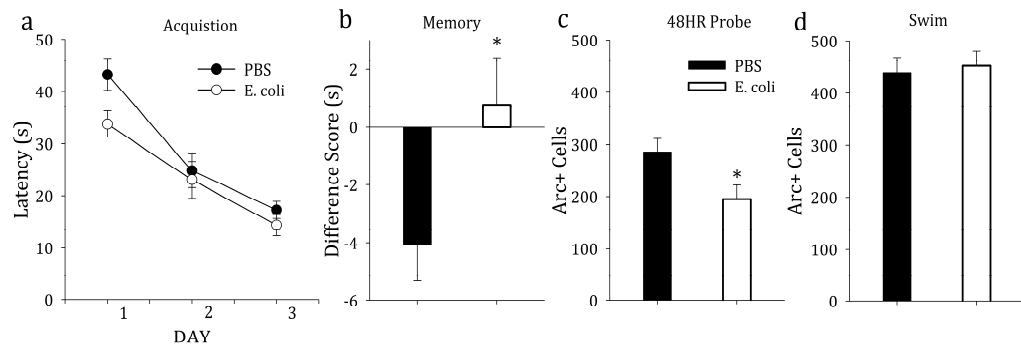 a
Acquistion
50
40
30
20
10
0
Latency (s)
PBS
E. coli
1 2 3
DAY
b
Memory
2
0
-2
-4
-6
Difference Score (s)
*
c
48HR Probe
500
400
300
200
100
0
Arc+ Cells
PBS
E. coli
*
d
Swim
500
400
300
200
100
0
Arc+ Cells